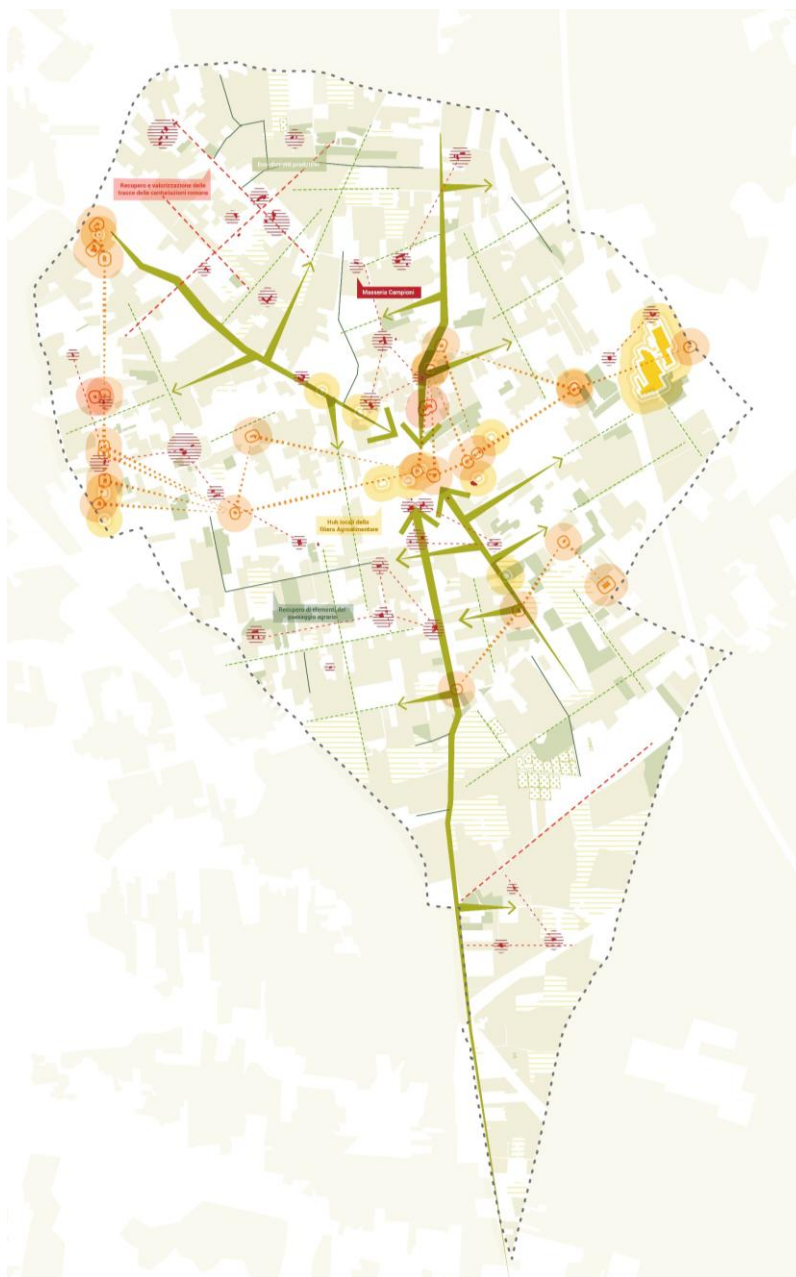 Recupero e valorizzazione delle
tracce delle centuriazioni romane
Masseria Campioni
Hub locali della
filiera Agroalimentare
Recupero di elementi del
paesaggio agrario